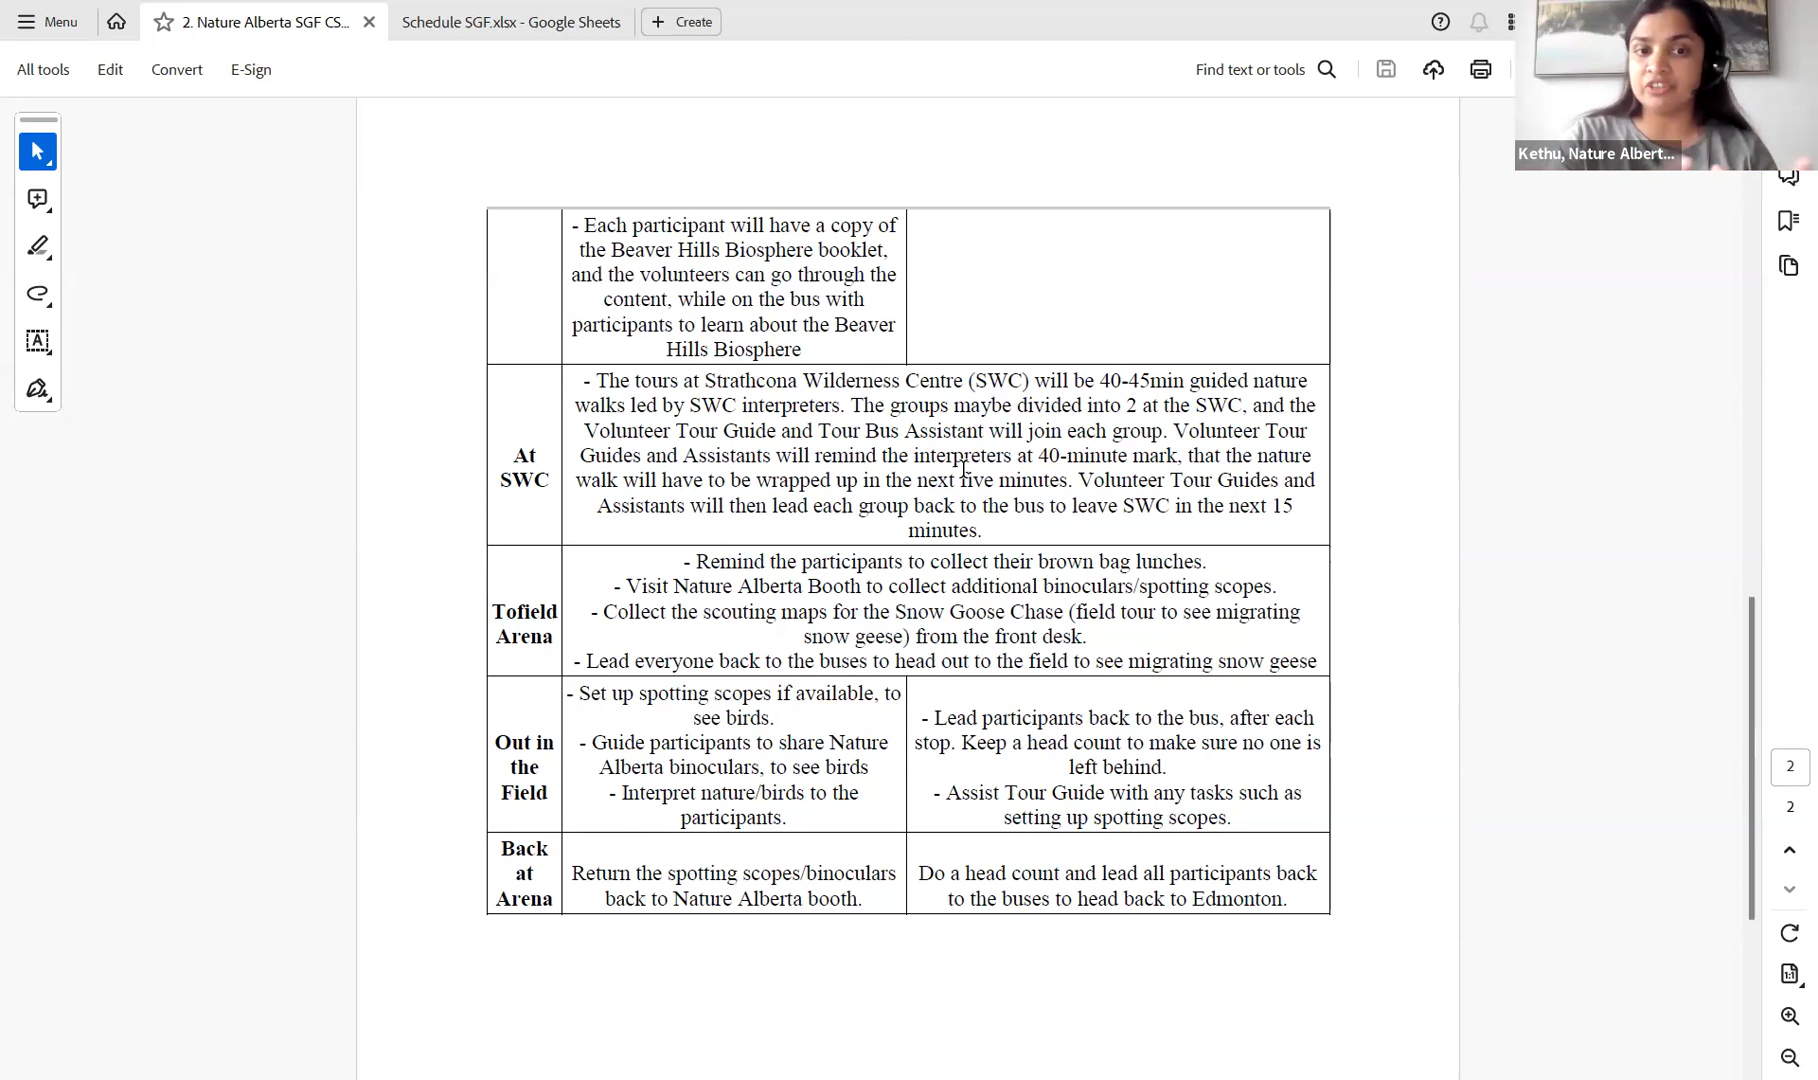 Menu
2. Nature Alberta SGF CS...
Schedule SGF.xlsx - Google Sheets
Create
All tools
Edit
Convert
E-Sign
Find text or tools
Kethu, Nature Albert...
- Each participant will have a copy of
the Beaver Hills Biosphere booklet,
and the volunteers can go through the
content, while on the bus with
participants to learn about the Beaver
Hills Biosphere
At
SWC
- The tours at Strathcona Wilderness Centre (SWC) will be 40-45min guided nature
walks led by SWC interpreters. The groups maybe divided into 2 at the SWC, and the
Volunteer Tour Guide and Tour Bus Assistant will join each group. Volunteer Tour
Guides and Assistants will remind the interpreters at 40-minute mark, that the nature
walk will have to be wrapped up in the next five minutes. Volunteer Tour Guides and
Assistants will then lead each group back to the bus to leave SWC in the next 15
minutes.
Tofield
Arena
- Remind the participants to collect their brown bag lunches.
- Visit Nature Alberta Booth to collect additional binoculars/spotting scopes.
- Collect the scouting maps for the Snow Goose Chase (field tour to see migrating
snow geese) from the front desk.
- Lead everyone back to the buses to head out to the field to see migrating snow geese
Out in
the
Field
- Set up spotting scopes if available, to
see birds.
- Guide participants to share Nature
Alberta binoculars, to see birds
- Interpret nature/birds to the
participants.
- Lead participants back to the bus, after each
stop. Keep a head count to make sure no one is
left behind.
- Assist Tour Guide with any tasks such as
setting up spotting scopes.
Back
at
Arena
Return the spotting scopes/binoculars
back to Nature Alberta booth.
Do a head count and lead all participants back
to the buses to head back to Edmonton.
2
2
1:1